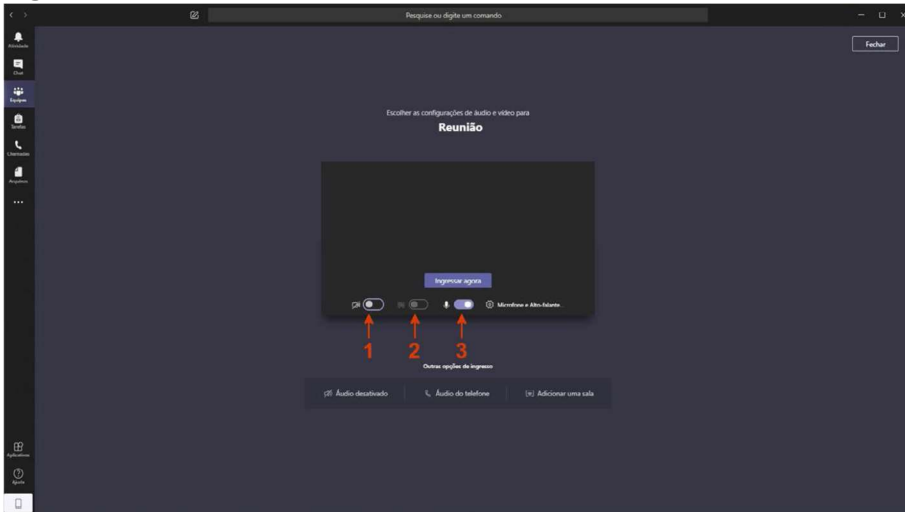 Pesquise ou digite um comando
Fechar
Atividade
Chat
Equipes
Tarefas
Chamadas
Arquivos
Escolher as configurações de áudio e vídeo para
Reunião
Ingressar agora
Microfone e Alto-falante
1 2 3
Outras opções de ingresso
Áudio desativado
Áudio do telefone
Adicionar uma sala
Aplicativos
Ajuda